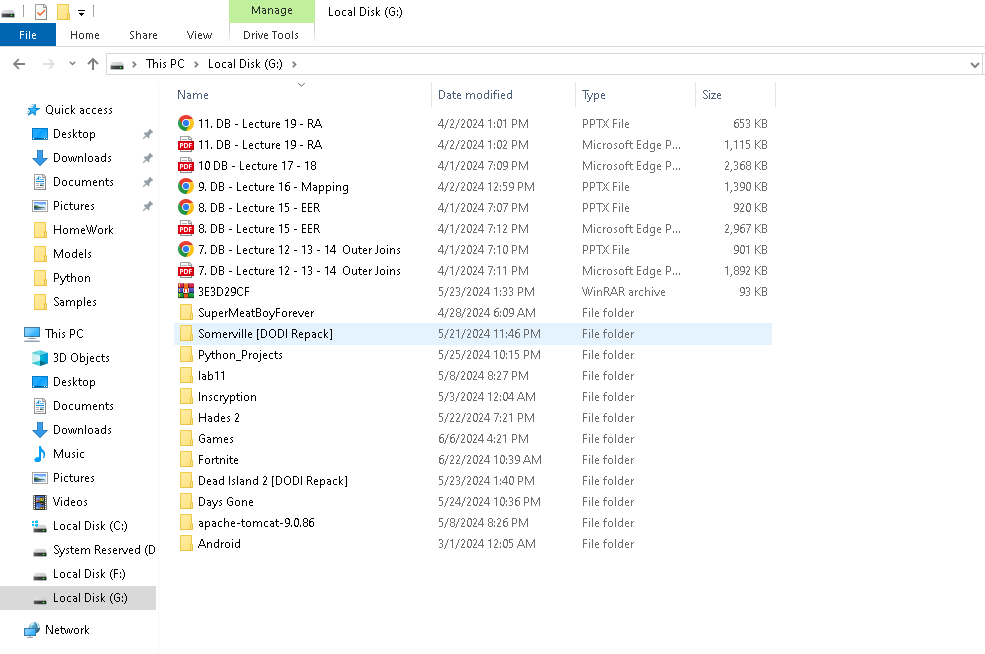 Manage Local Disk (G:)
File Home Share View Drive Tools
This PC Local Disk (G:)
Name Date modified Type Size
Quick access
Desktop
Downloads
Documents
Pictures
HomeWork
Models
Python
Samples
This PC
3D Objects
Desktop
Documents
Downloads
Music
Pictures
Videos
Local Disk (C:)
System Reserved (D
Local Disk (F:)
Local Disk (G:)
Network
11. DB - Lecture 19 - RA 4/2/2024 1:01 PM PPTX File 653 KB
PDF 11. DB - Lecture 19 - RA 4/2/2024 1:02 PM Microsoft Edge P... 1,115 KB
PDF 10 DB - Lecture 17 - 18 4/1/2024 7:09 PM Microsoft Edge P... 2,368 KB
9. DB - Lecture 16 - Mapping 4/2/2024 12:59 PM PPTX File 1,390 KB
8. DB - Lecture 15 - EER 4/1/2024 7:07 PM PPTX File 920 KB
PDF 8. DB - Lecture 15 - EER 4/1/2024 7:12 PM Microsoft Edge P... 2,967 KB
7. DB - Lecture 12 - 13 - 14  Outer Joins 4/1/2024 7:10 PM PPTX File 901 KB
PDF 7. DB - Lecture 12 - 13 - 14  Outer Joins 4/1/2024 7:11 PM Microsoft Edge P... 1,892 KB
3E3D29CF 5/23/2024 1:33 PM WinRAR archive 93 KB
SuperMeatBoyForever 4/28/2024 6:09 AM File folder
Somerville [DODI Repack] 5/21/2024 11:46 PM File folder
Python_Projects 5/25/2024 10:15 PM File folder
lab11 5/8/2024 8:27 PM File folder
Inscryption 5/3/2024 12:04 AM File folder
Hades 2 5/22/2024 7:21 PM File folder
Games 6/6/2024 4:21 PM File folder
Fortnite 6/22/2024 10:39 AM File folder
Dead Island 2 [DODI Repack] 5/23/2024 1:40 PM File folder
Days Gone 5/24/2024 10:36 PM File folder
apache-tomcat-9.0.86 5/8/2024 8:26 PM File folder
Android 3/1/2024 12:05 AM File folder